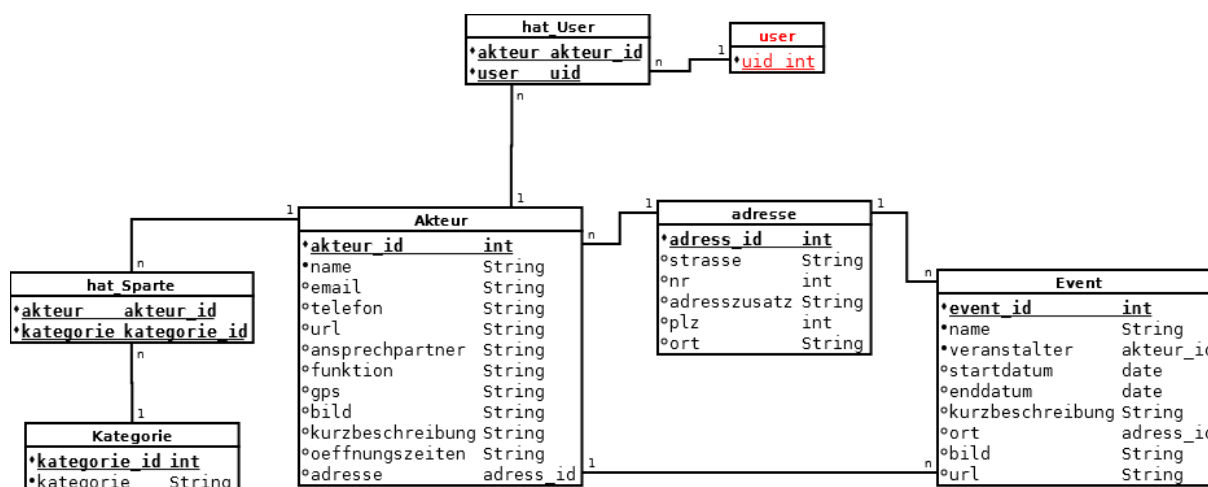 hat_User
akteur akteur_id
user uid
n
n
1
user
uid int
1
Akteur
akteur_id int
name String
email String
telefon String
url String
ansprechpartner String
funktion String
gps String
bild String
kurzbeschreibung String
oeffnungszeiten String
adresse adress_id
1
n
1
n
hat_Sparte
akteur akteur_id
kategorie kategorie_id
n
1
Kategorie
kategorie_id int
kategorie String
1
adresse
adress_id int
strasse String
nr int
adresszusatz String
plz int
ort String
1
n
Event
event_id int
name String
veranstalter akteur_id
startdatum date
enddatum date
kurzbeschreibung String
ort adress_id
bild String
url String
n